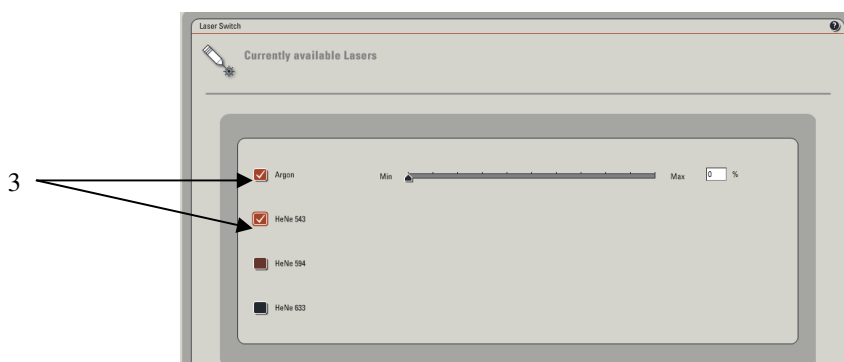 Laser Switch ?
Currently available Lasers
3
Argon Min Max 0 %
HeNe 543
HeNe 594
HeNe 633